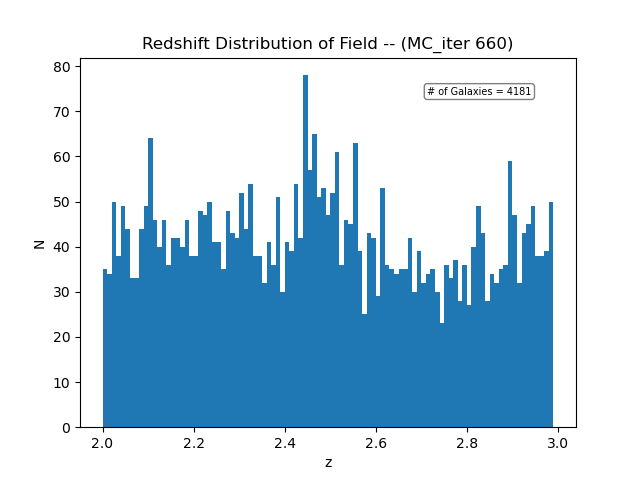 Redshift Distribution of Field -- (MC_iter 660)
# of Galaxies = 4181
80
70
60
50
40
30
20
10
0
N
2.0 2.2 2.4 2.6 2.8 3.0
z